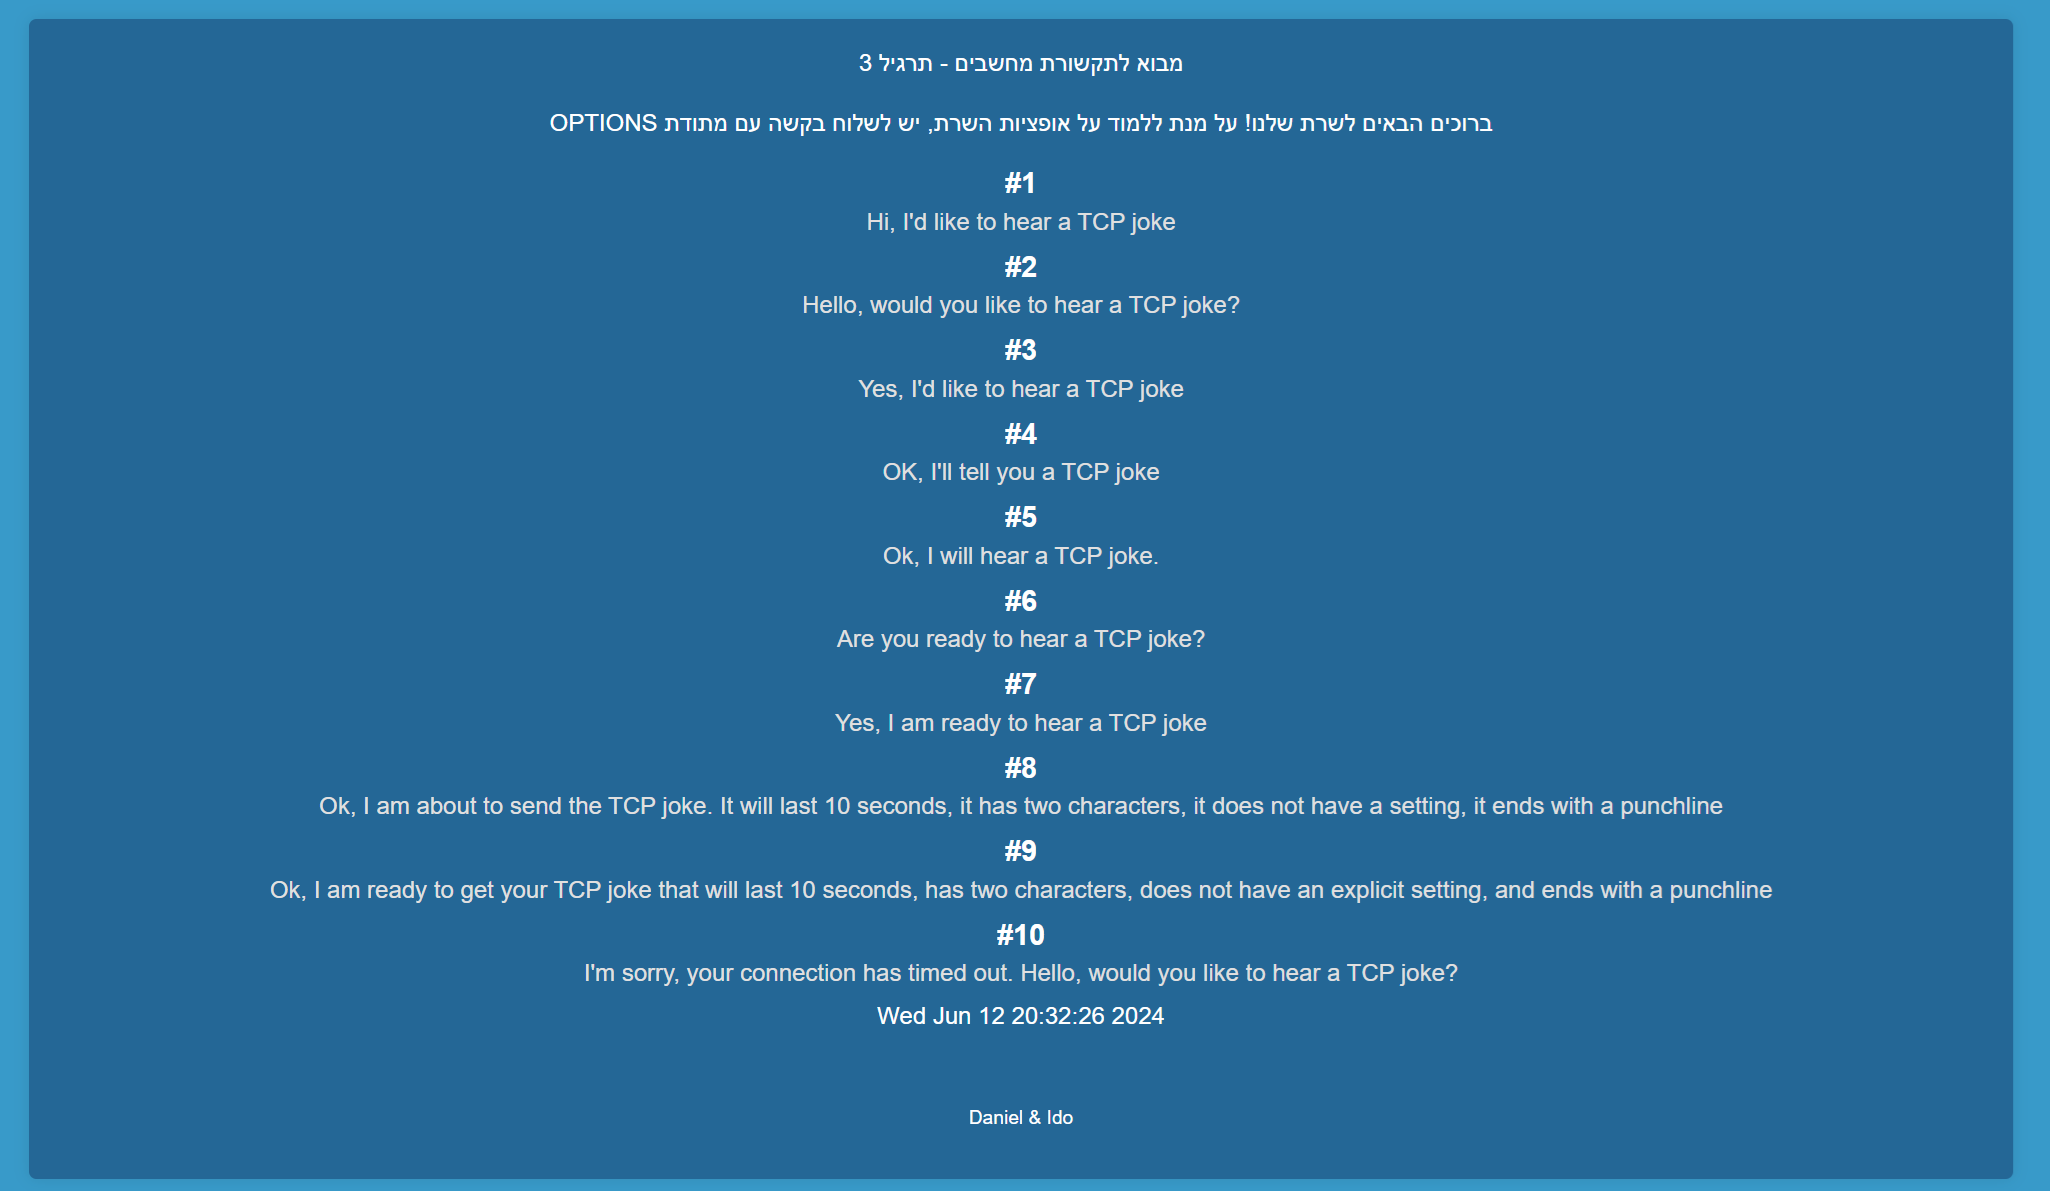 מבוא לתקשורת מחשבים - תרגיל 3
ברוכים הבאים לשרת שלנו! על מנת ללמוד על אופציות השרת, יש לשלוח בקשה עם מתודת OPTIONS
#1
Hi, I'd like to hear a TCP joke
#2
Hello, would you like to hear a TCP joke?
#3
Yes, I'd like to hear a TCP joke
#4
OK, I'll tell you a TCP joke
#5
Ok, I will hear a TCP joke.
#6
Are you ready to hear a TCP joke?
#7
Yes, I am ready to hear a TCP joke
#8
Ok, I am about to send the TCP joke. It will last 10 seconds, it has two characters, it does not have a setting, it ends with a punchline
#9
Ok, I am ready to get your TCP joke that will last 10 seconds, has two characters, does not have an explicit setting, and ends with a punchline
#10
I'm sorry, your connection has timed out. Hello, would you like to hear a TCP joke?
Wed Jun 12 20:32:26 2024
Daniel & Ido